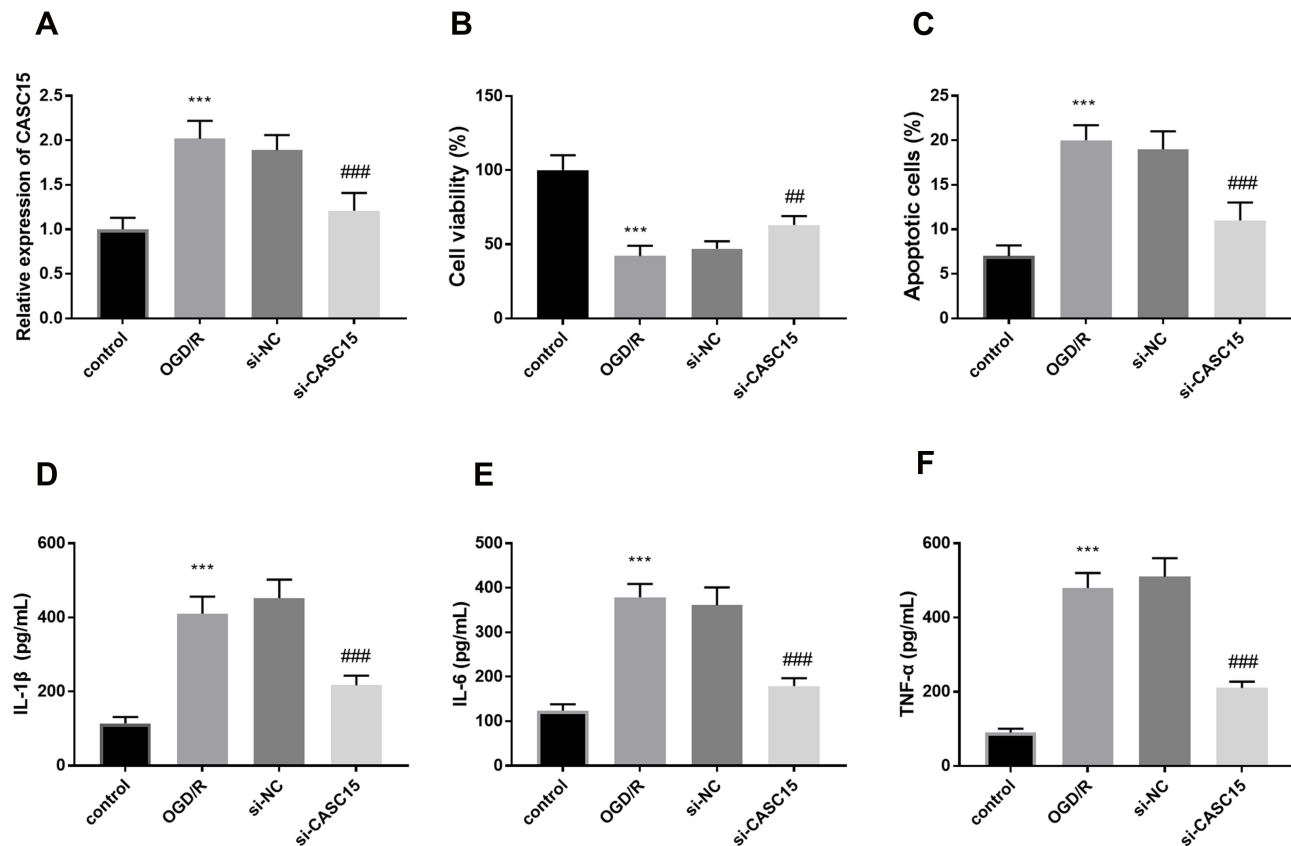 A
Relative expression of CASC15
2.5
2.0
1.5
1.0
0.5
0.0
***
###
control
OGD/R
si-NC
si-CASC15
B
Cell viability (%)
150
100
50
0
***
##
control
OGD/R
si-NC
si-CASC15
C
Apoptotic cells (%)
25
20
15
10
5
0
***
###
control
OGD/R
si-NC
si-CASC15
D
IL-1β (pg/mL)
600
400
200
0
***
###
control
OGD/R
si-NC
si-CASC15
E
IL-6 (pg/mL)
500
400
300
200
100
0
***
###
control
OGD/R
si-NC
si-CASC15
F
TNF-α (pg/mL)
600
400
200
0
***
###
control
OGD/R
si-NC
si-CASC15